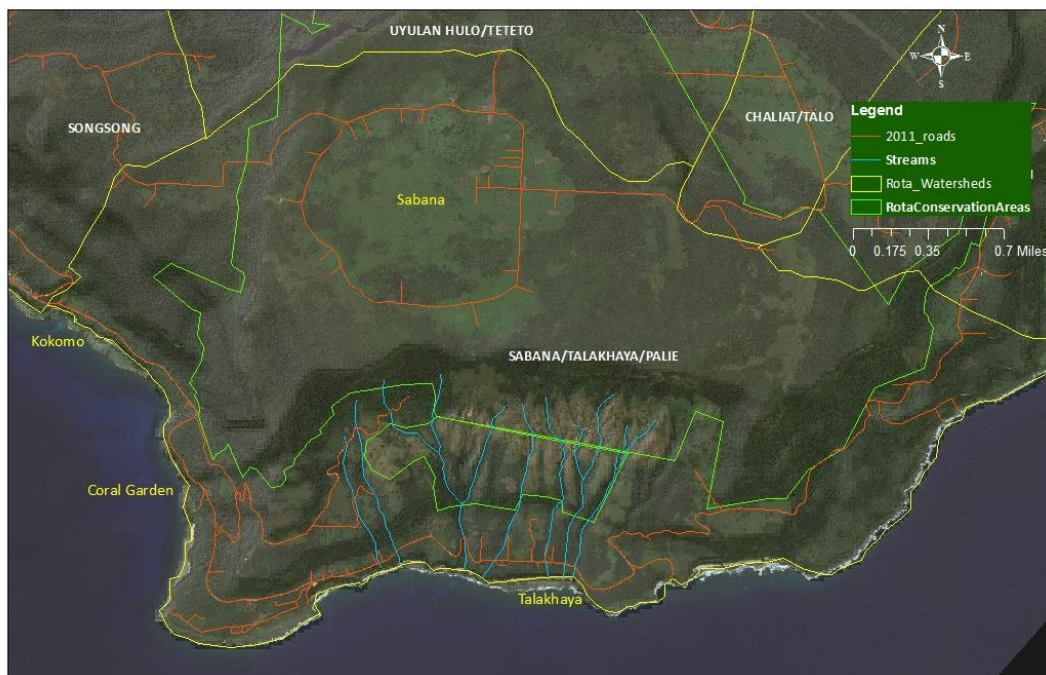 UYULAN HULO/TETETO
N
W E
S
SONGSONG
CHALIAT/TALO
Legend
2011_roads
Streams
Rota_Watersheds
RotaConservationAreas
Sabana
0 0.175 0.35 0.7 Miles
Kokomo
SABANA/TALAKHAYA/PALIE
Coral Garden
Talakhaya